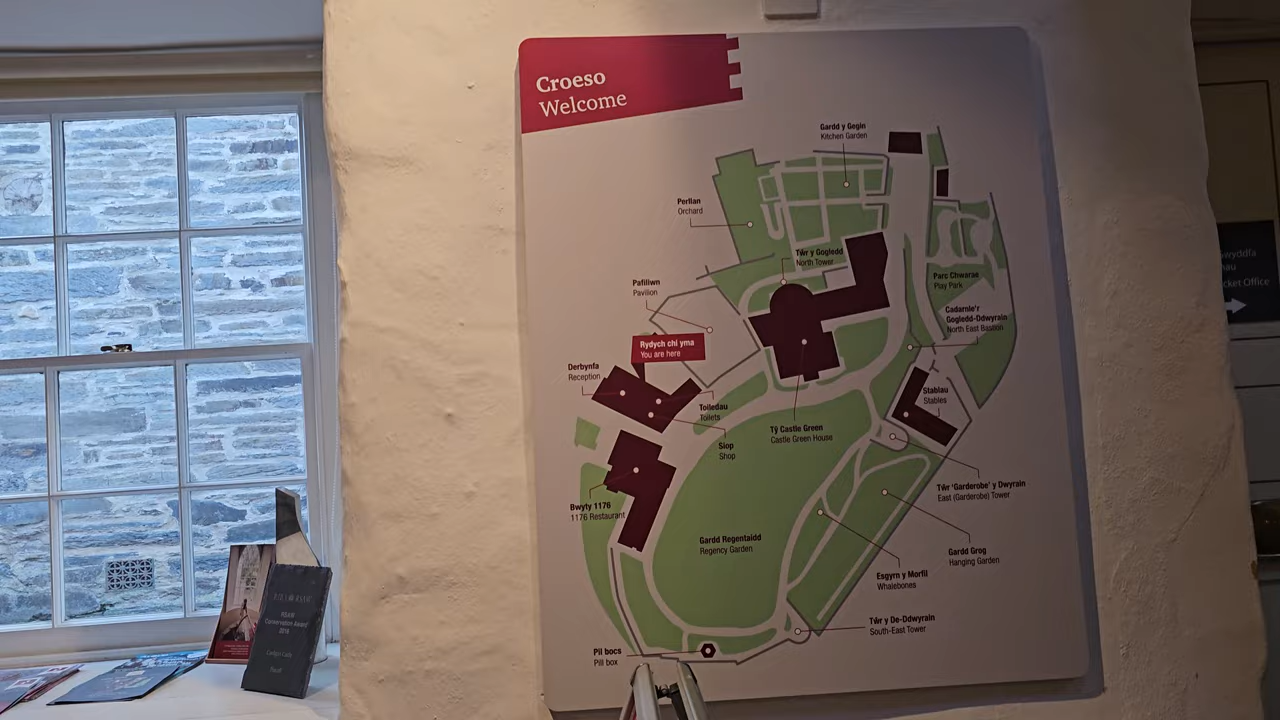 Croeso
Welcome
Gardd y Gegin
Kitchen Garden
Perllan
Orchard
Tŵr y Gogledd
North Tower
Parc Chwarae
Play Park
Pafiliwn
Pavilion
Cadarnle'r
Gogledd-Ddwyrain
North East Bastion
Rydych chi yma
You are here
Derbynfa
Reception
Toiledau
Toilets
Stablau
Stables
Siop
Shop
Tŷ Castle Green
Castle Green House
Tŵr 'Garderobe' y Dwyrain
East (Garderobe) Tower
Bwyty 1176
1176 Restaurant
Gardd Regentaidd
Regency Garden
Gardd Grog
Hanging Garden
Esgyrn y Morfil
Whalebones
Tŵr y De-Ddwyrain
South-East Tower
Pil bocs
Pill box
Conservation Award
wyddfa
au
cket Office